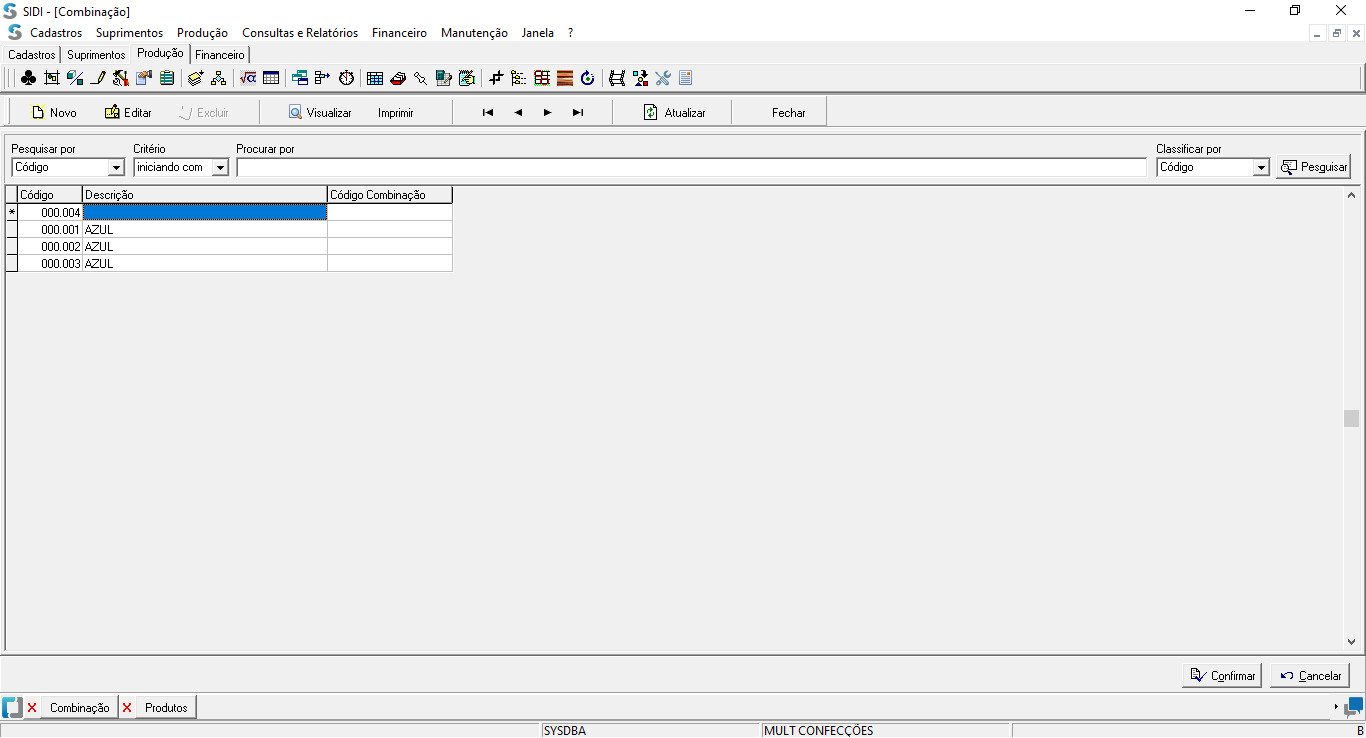 SIDI - [Combinação]
Cadastros Suprimentos Produção Consultas e Relatórios Financeiro Manutenção Janela ?
Cadastros Suprimentos Produção Financeiro
Novo Editar Excluir Visualizar Imprimir Atualizar Fechar
Pesquisar por Critério Procurar por Classificar por
Código iniciando com Código Pesquisar
Código Descrição Código Combinação
* 000.004
000.001 AZUL
000.002 AZUL
000.003 AZUL
Confirmar Cancelar
Combinação Produtos
SYSDBA MULT CONFECÇÕES B